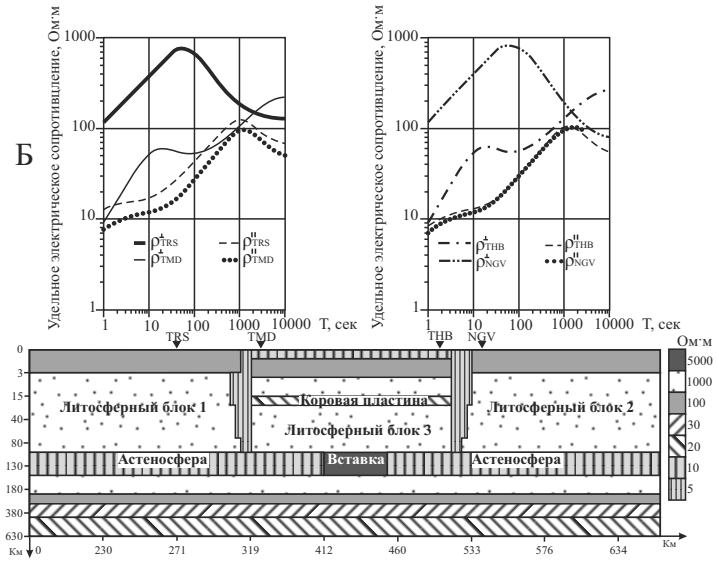 Б
Удельное электрическое сопротивцление, Ом·м
1000
100
10
1
ρ⊥TRS
ρ⊥TMD
ρ||TRS
ρ||TMD
1 10 100 1000 10000 T, сек
Удельное электрическое сопротивцление, Ом·м
1000
100
10
1
ρ⊥THB
ρ⊥NGV
ρ||THB
ρ||NGV
1 10 100 1000 10000 T, сек
TRS TMD THB NGV
0
3
15
40
80
130
180
380
630
Литосферный блок 1
Коровая пластина
Литосферный блок 2
Литосферный блок 3
Астеносфера
Вставка
Астеносфера
Ом·м
5000
1000
100
30
20
10
5
Км 0 230 271 319 412 460 533 576 634 Км